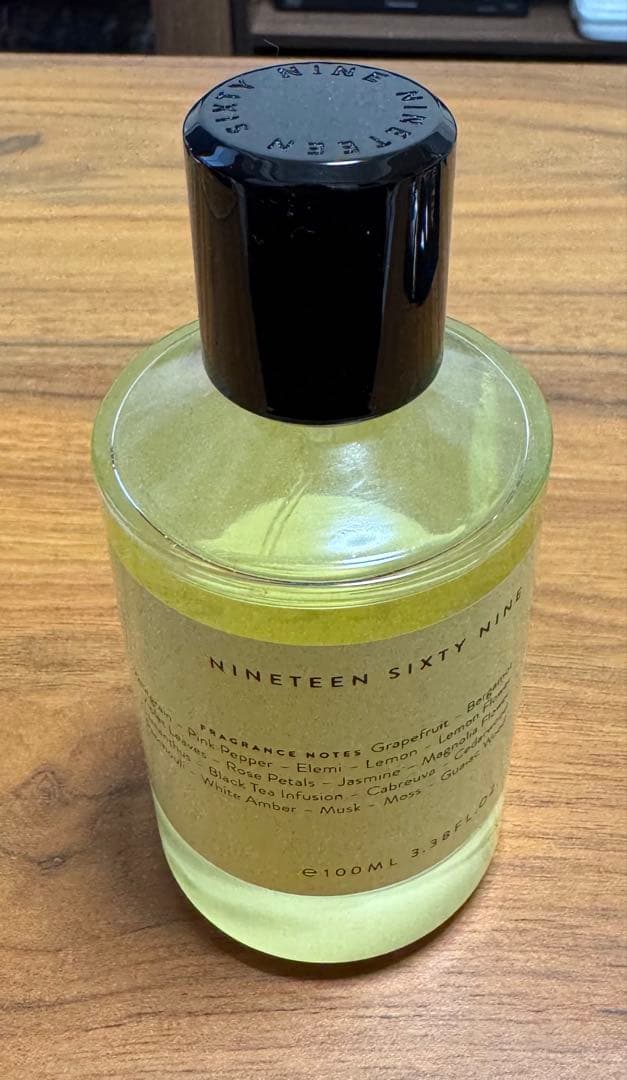 NINETEEN SIXTY NINE
NINETEEN SIXTY NINE
FRAGRANCE NOTES Grapefruit – Bergamot
– Pink Pepper – Elemi – Lemon – Lemon Flower
Leaves – Rose Petals – Jasmine – Magnolia Flower
– Black Tea Infusion – Cabreuva – Cedarwood
White Amber – Musk – Moss – Guaiac Wood
℮100ML 3.38FL.OZ